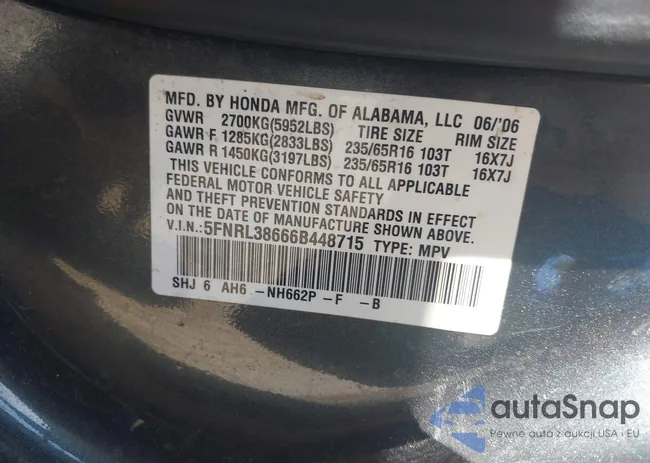 MFD. BY HONDA MFG. OF ALABAMA, LLC 06/'06
GVWR 2700KG(5952LBS) TIRE SIZE RIM SIZE
GAWR F 1285KG(2833LBS) 235/65R16 103T 16X7J
GAWR R 1450KG(3197LBS) 235/65R16 103T 16X7J
THIS VEHICLE CONFORMS TO ALL APPLICABLE
FEDERAL MOTOR VEHICLE SAFETY
AND THEFT PREVENTION STANDARDS IN EFFECT
ON THE DATE OF MANUFACTURE SHOWN ABOVE.
V.I.N.:5FNRL38666B448715 TYPE: MPV
SHJ 6 AH6 -NH662P -F -B
autaSnap
Pewne auta z aukcji USA i EU